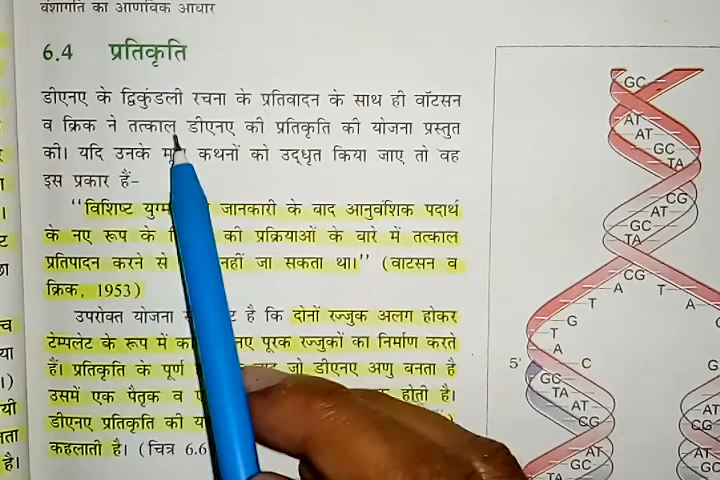 वंशागति का आणविक आधार
6.4 प्रतिकृति
डीएनए के द्विकुंडली रचना के प्रतिवादन के साथ ही वॉटसन
व क्रिक ने तत्काल डीएनए की प्रतिकृति की योजना प्रस्तुत
की। यदि उनके कथनों को उद्धृत किया जाए तो वह
इस प्रकार हैं-
"विशिष्ट जानकारी के बाद आनुवंशिक पदार्थ
के नए रूप के की प्रक्रियाओं के बारे में तत्काल
प्रतिपादन करने से नहीं जा सकता था।" (वाटसन व
क्रिक, 1953)
उपरोक्त योजना है कि दोनों रज्जुक अलग होकर
टेम्पलेट के रूप में नए पूरक रज्जुकों का निर्माण करते
हैं। प्रतिकृति के पूर्ण जो डीएनए अणु बनता है
उसमें एक पैतृक व होती है।
डीएनए प्रतिकृति की
कहलाती है। (चित्र 6.6
GC
AT
AT
GC
TA
CG
AT
GC
TA
CG
A T
T A
T G
A C
5'
GC
TA
AT
CG
AT
GC
TA
G
AT
CG
AT
GC